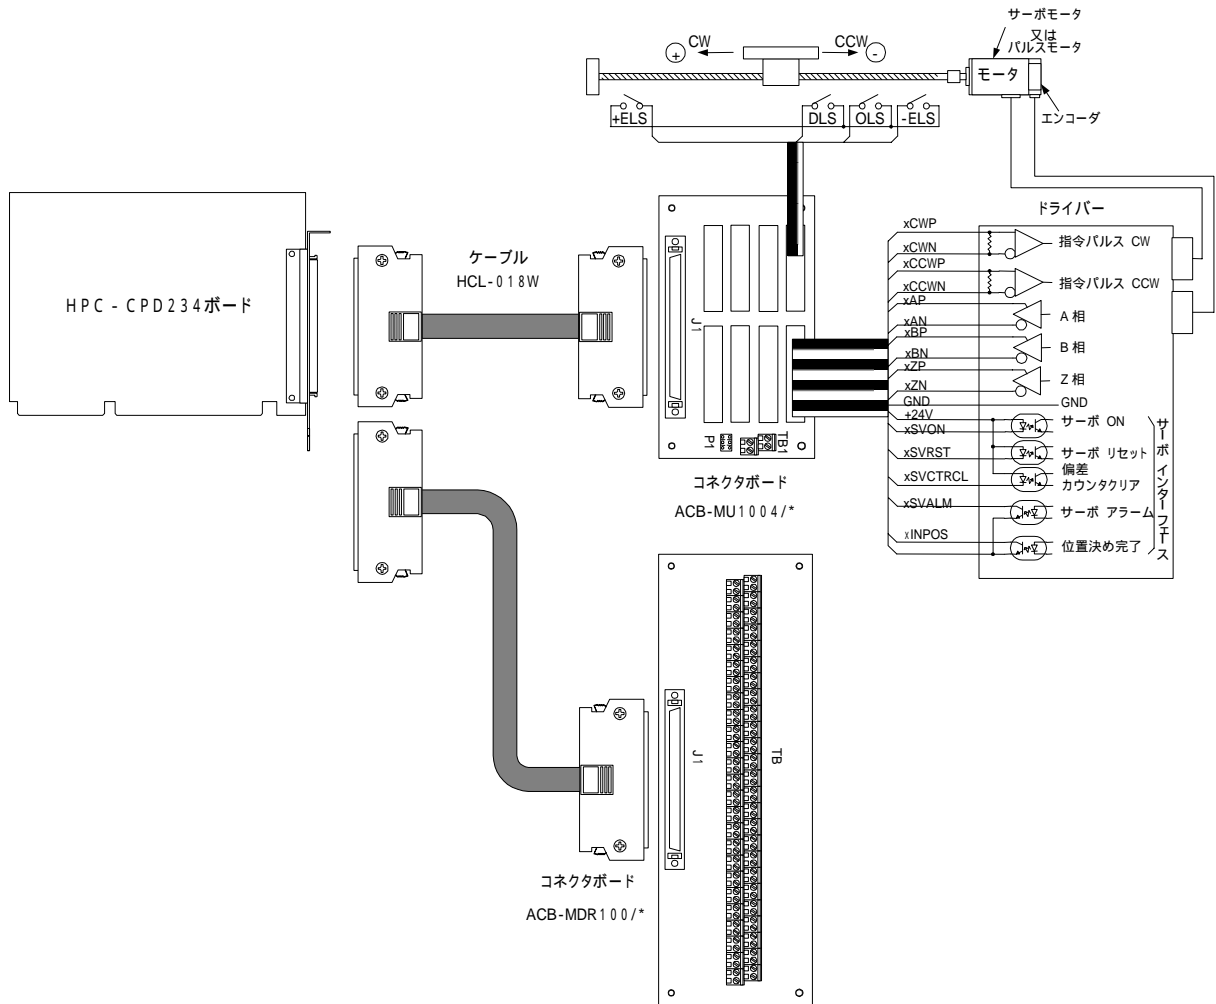 サーボモータ
又は
パルスモータ
CW
CCW
+
-
モータ
エンコーダ
+ELS
DLS
OLS
-ELS
HPC-CPD234ボード
ケーブル
HCL-018W
J1
P1
TB1
コネクタボード
ACB-MU1004/*
ドライバー
xCWP
xCWN
指令パルス CW
xCCWP
xCCWN
指令パルス CCW
xAP
xAN
A相
xBP
xBN
B相
xZP
xZN
Z相
GND
GND
+24V
xSVON
サーボ ON
xSVRST
サーボ リセット
xSVCTRCL
偏差
カウンタクリア
xSVALM
サーボ アラーム
xINPOS
位置決め完了
サーボインターフェース
J1
TB
コネクタボード
ACB-MDR100/*